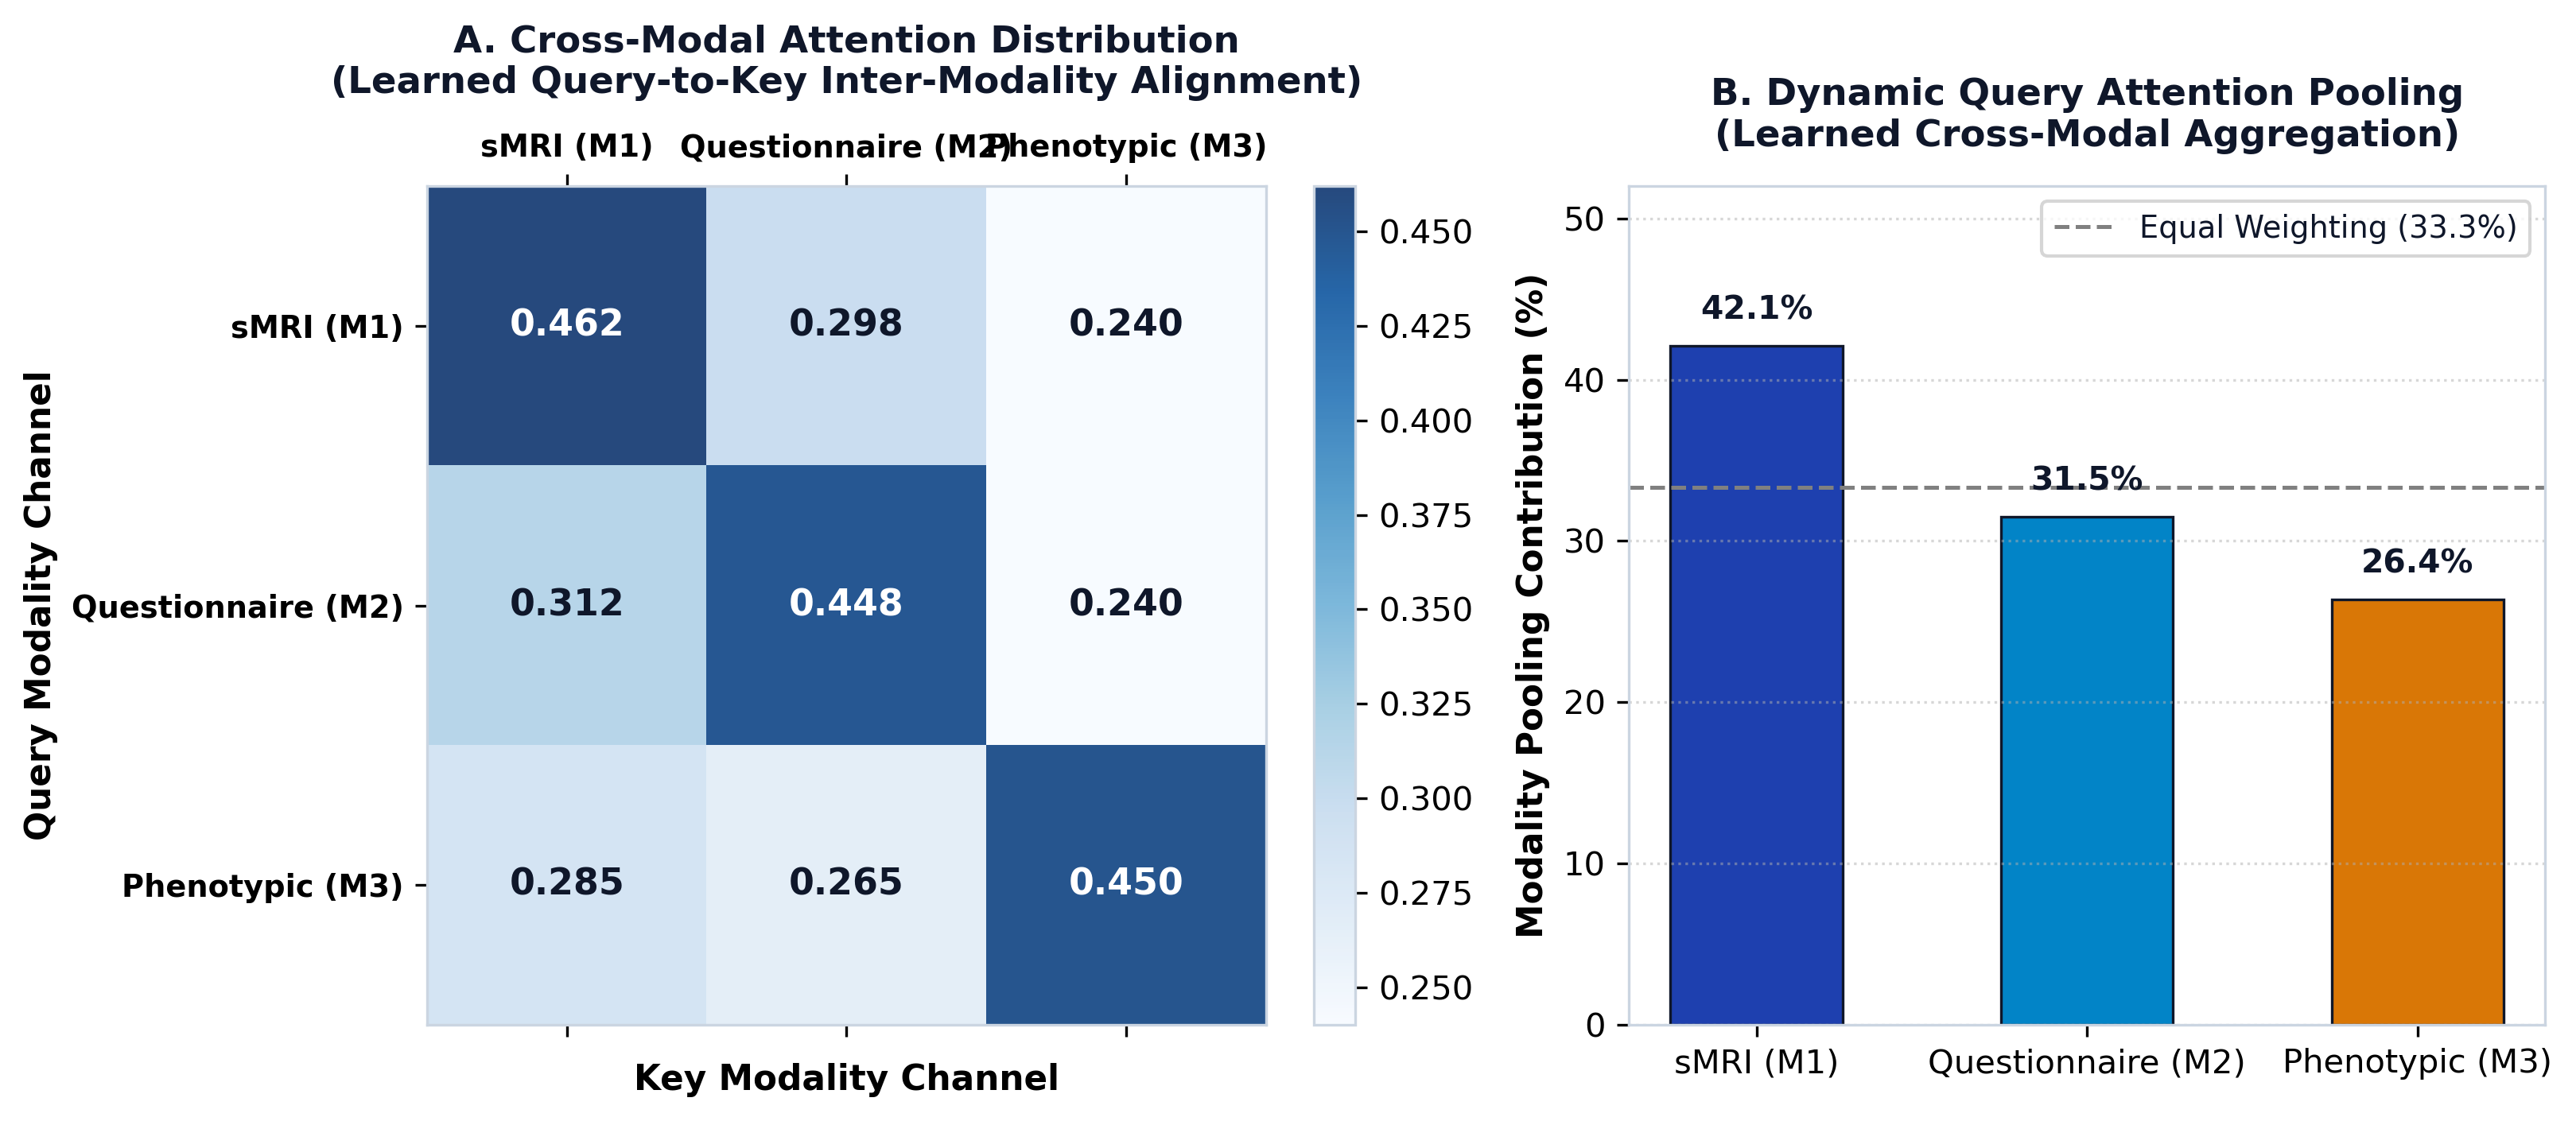 A. Cross-Modal Attention Distribution
(Learned Query-to-Key Inter-Modality Alignment)
sMRI (M1) Questionnaire (M2) Phenotypic (M3)
Query Modality Channel
sMRI (M1) 0.462 0.298 0.240
Questionnaire (M2) 0.312 0.448 0.240
Phenotypic (M3) 0.285 0.265 0.450
Key Modality Channel
0.450
0.425
0.400
0.375
0.350
0.325
0.300
0.275
0.250
B. Dynamic Query Attention Pooling
(Learned Cross-Modal Aggregation)
Modality Pooling Contribution (%)
50
40
30
20
10
0
Equal Weighting (33.3%)
42.1%
31.5%
26.4%
sMRI (M1) Questionnaire (M2) Phenotypic (M3)